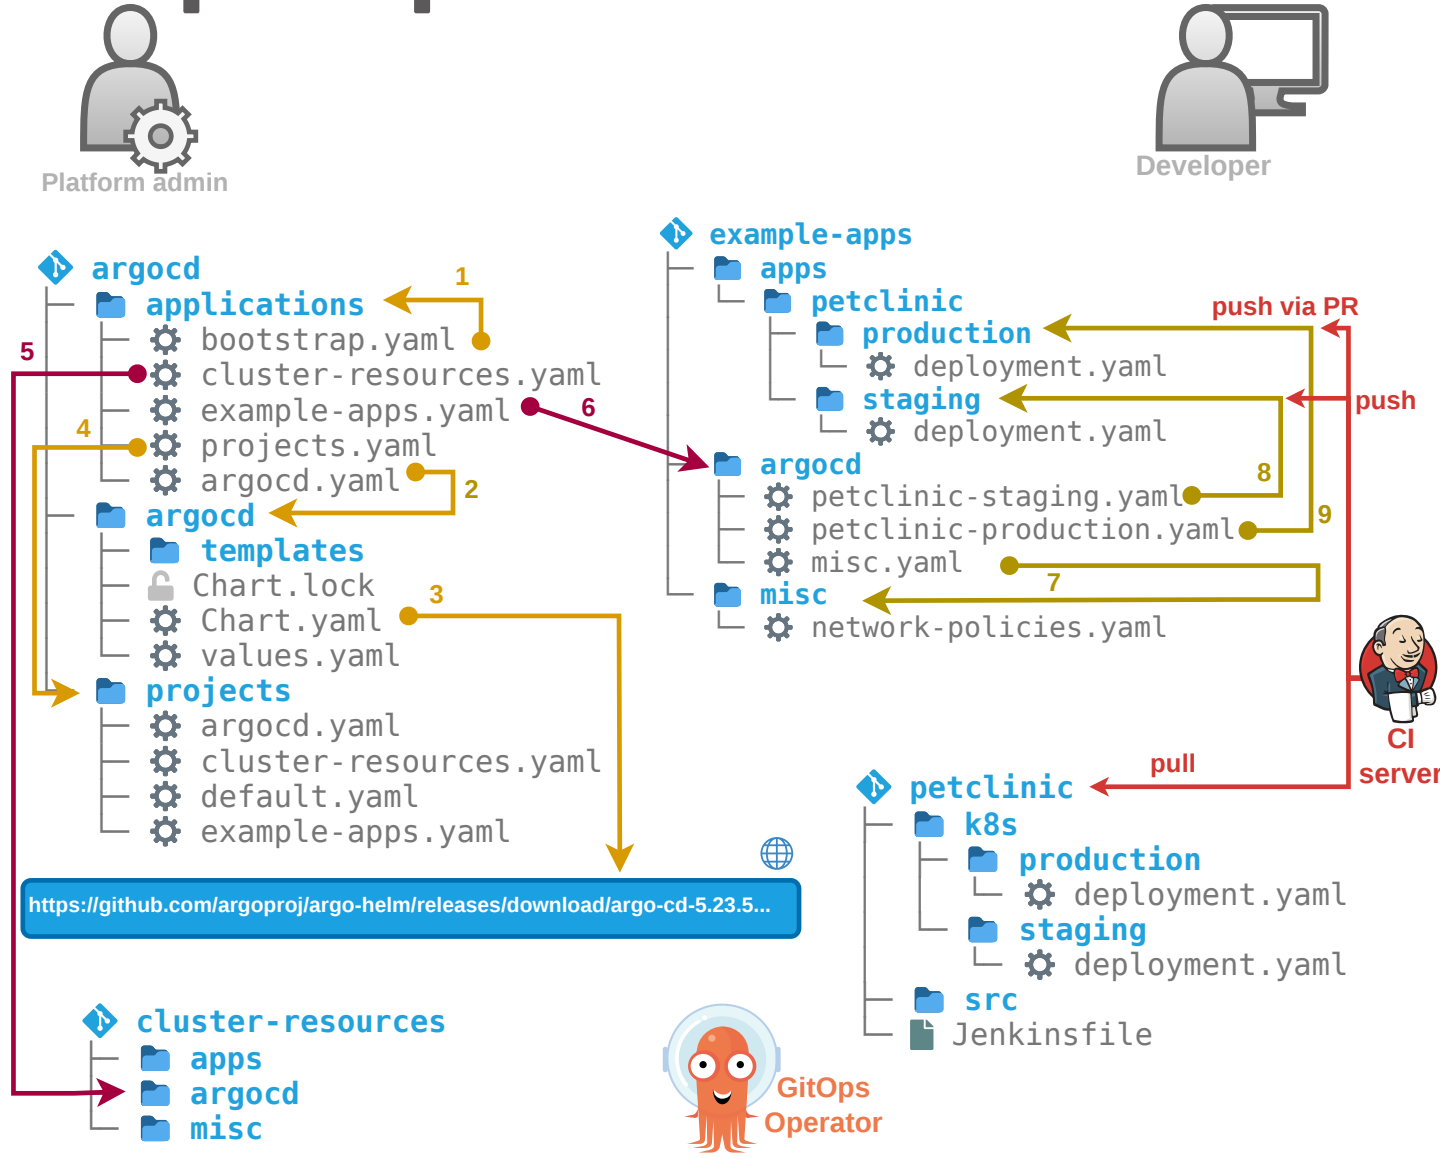 Platform admin
Developer
argocd
1
applications
bootstrap.yaml
5
cluster-resources.yaml
example-apps.yaml
6
4
projects.yaml
argocd.yaml
2
argocd
templates
Chart.lock
3
Chart.yaml
values.yaml
projects
argocd.yaml
cluster-resources.yaml
default.yaml
example-apps.yaml
https://github.com/argoproj/argo-helm/releases/download/argo-cd-5.23.5...
cluster-resources
apps
argocd
misc
example-apps
apps
petclinic
push via PR
production
deployment.yaml
staging
push
deployment.yaml
argocd
8
petclinic-staging.yaml
9
petclinic-production.yaml
misc.yaml
7
misc
network-policies.yaml
CI
server
pull
petclinic
k8s
production
deployment.yaml
staging
deployment.yaml
src
Jenkinsfile
GitOps
Operator